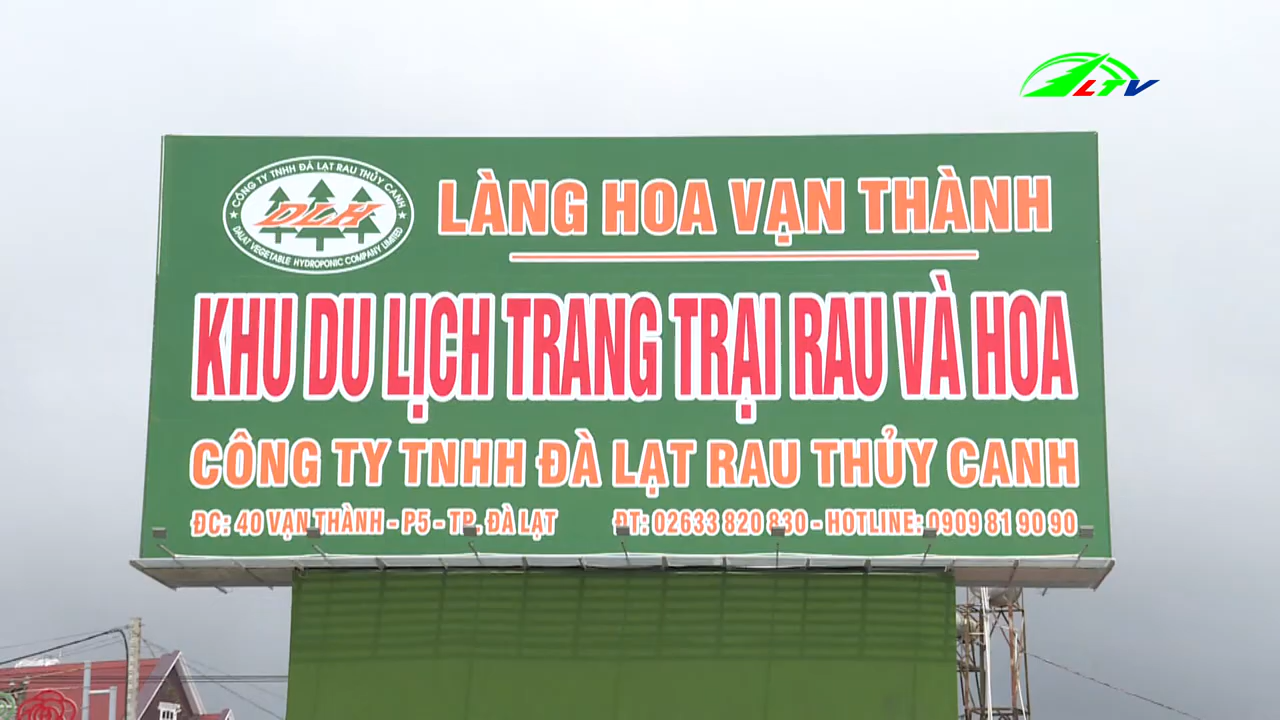 LTV
CÔNG TY TNHH ĐÀ LẠT RAU THỦY CANH
DLH
DALAT VEGETABLE HYDROPONIC COMPANY LIMITED
LÀNG HOA VẠN THÀNH
KHU DU LỊCH TRANG TRẠI RAU VÀ HOA
CÔNG TY TNHH ĐÀ LẠT RAU THỦY CANH
ĐC: 40 VẠN THÀNH - P5 - TP. ĐÀ LẠT ĐT: 02633 820 830 - HOTLINE: 0909 81 90 90